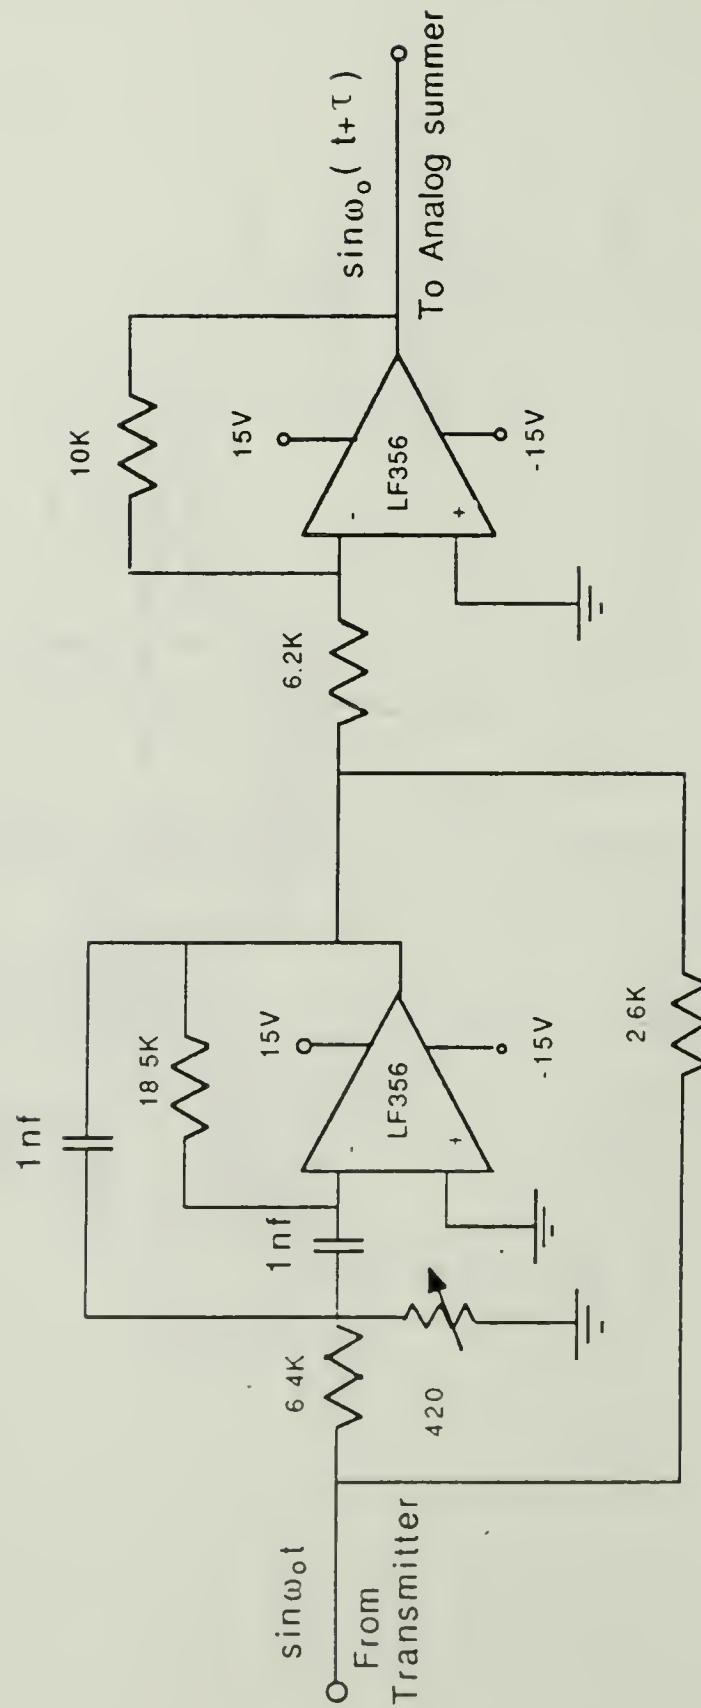 sinω₀t
From
Transmitter
6 4K
420
1nf
1nf
18 5K
15V
-
LF356
+
-15V
2.6K
6.2K
10K
15V
-
LF356
+
-15V
sinω₀( t+τ )
To Analog summer